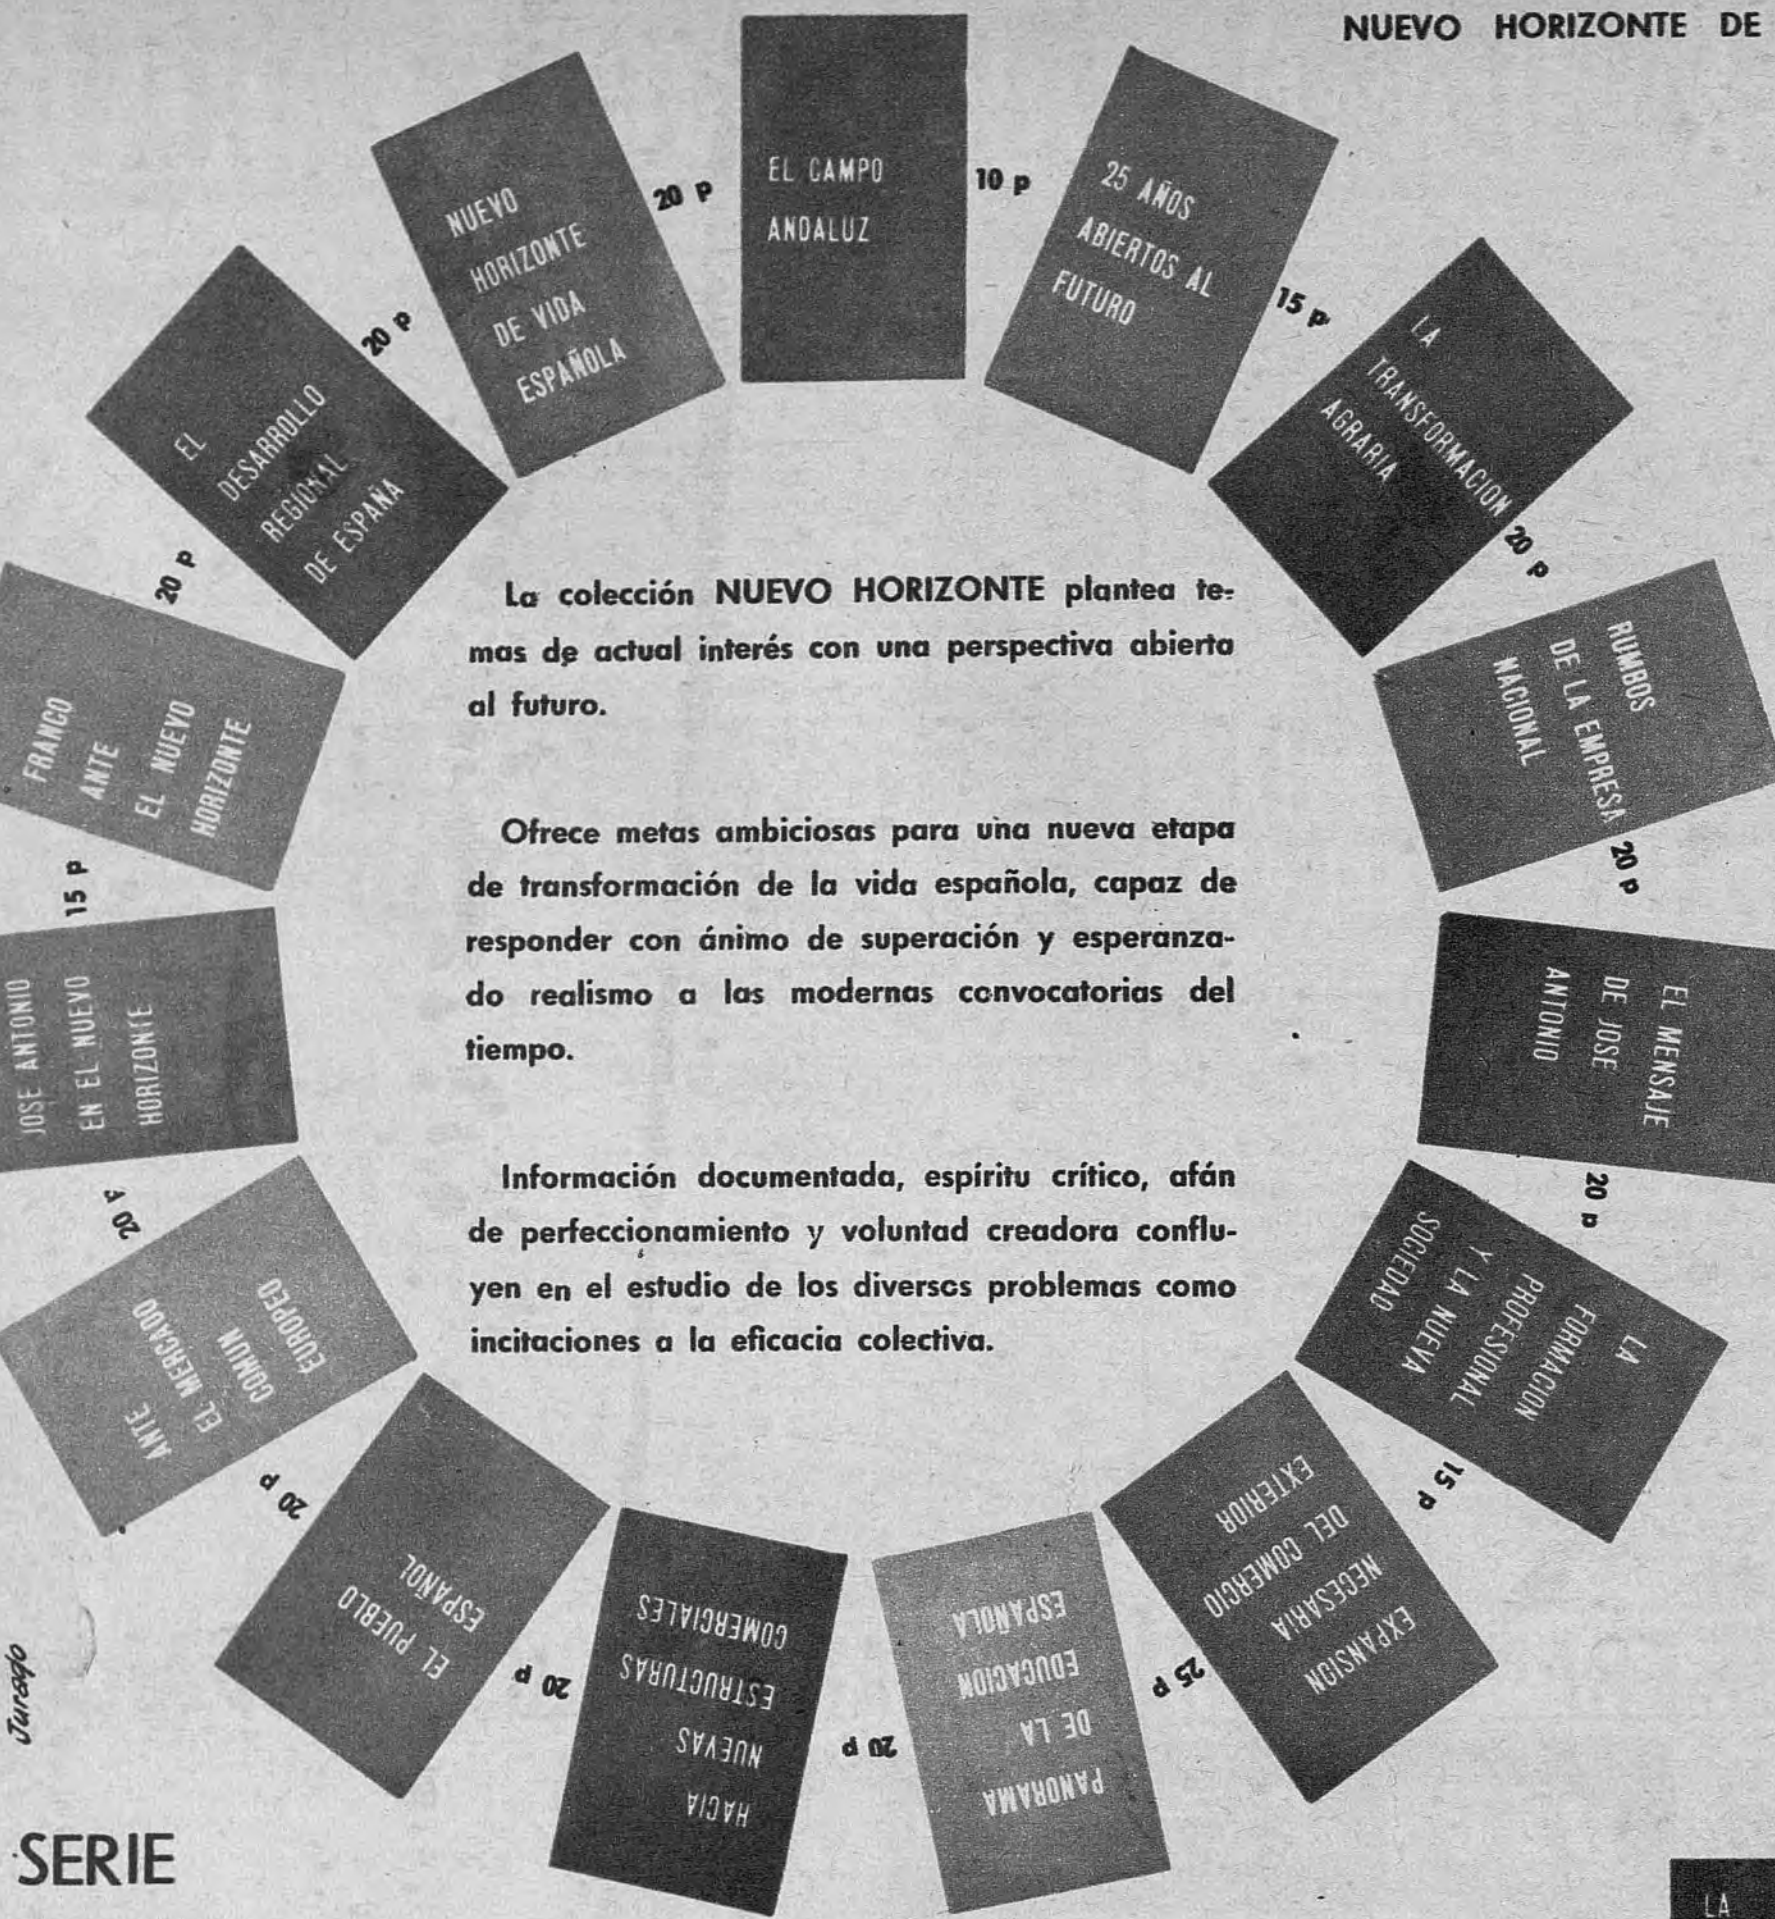 NUEVO HORIZONTE DE
EL CAMPO
ANDALUZ
10 p
25 AÑOS
ABIERTOS AL
FUTURO
15 p
LA
TRANSFORMACION
AGRARIA
20 p
RUMBOS
DE LA EMPRESA
NACIONAL
20 p
EL MENSAJE
DE JOSE
ANTONIO
20 p
LA
FORMACION
PROFESIONAL
Y LA NUEVA
SOCIEDAD
15 p
EXPANSION
NECESARIA
DEL COMERCIO
EXTERIOR
25 p
PANORAMA
DE LA
EDUCACION
ESPAÑOLA
20 p
HACIA
NUEVAS
ESTRUCTURAS
COMERCIALES
20 p
EL PUEBLO
ESPAÑOL
20 p
ANTE
EL MERCADO
COMUN
EUROPEO
20 p
JOSE ANTONIO
EN EL NUEVO
HORIZONTE
15 p
FRANCO
ANTE
EL NUEVO
HORIZONTE
20 p
EL
DESARROLLO
REGIONAL
DE ESPAÑA
20 p
NUEVO
HORIZONTE
DE VIDA
ESPAÑOLA
20 p
La colección NUEVO HORIZONTE plantea te-
mas de actual interés con una perspectiva abierta
al futuro.
Ofrece metas ambiciosas para una nueva etapa
de transformación de la vida española, capaz de
responder con ánimo de superación y esperanza-
do realismo a las modernas convocatorias del
tiempo.
Información documentada, espíritu crítico, afán
de perfeccionamiento y voluntad creadora conflu-
yen en el estudio de los diversos problemas como
incitaciones a la eficacia colectiva.
Jurado
SERIE
LA